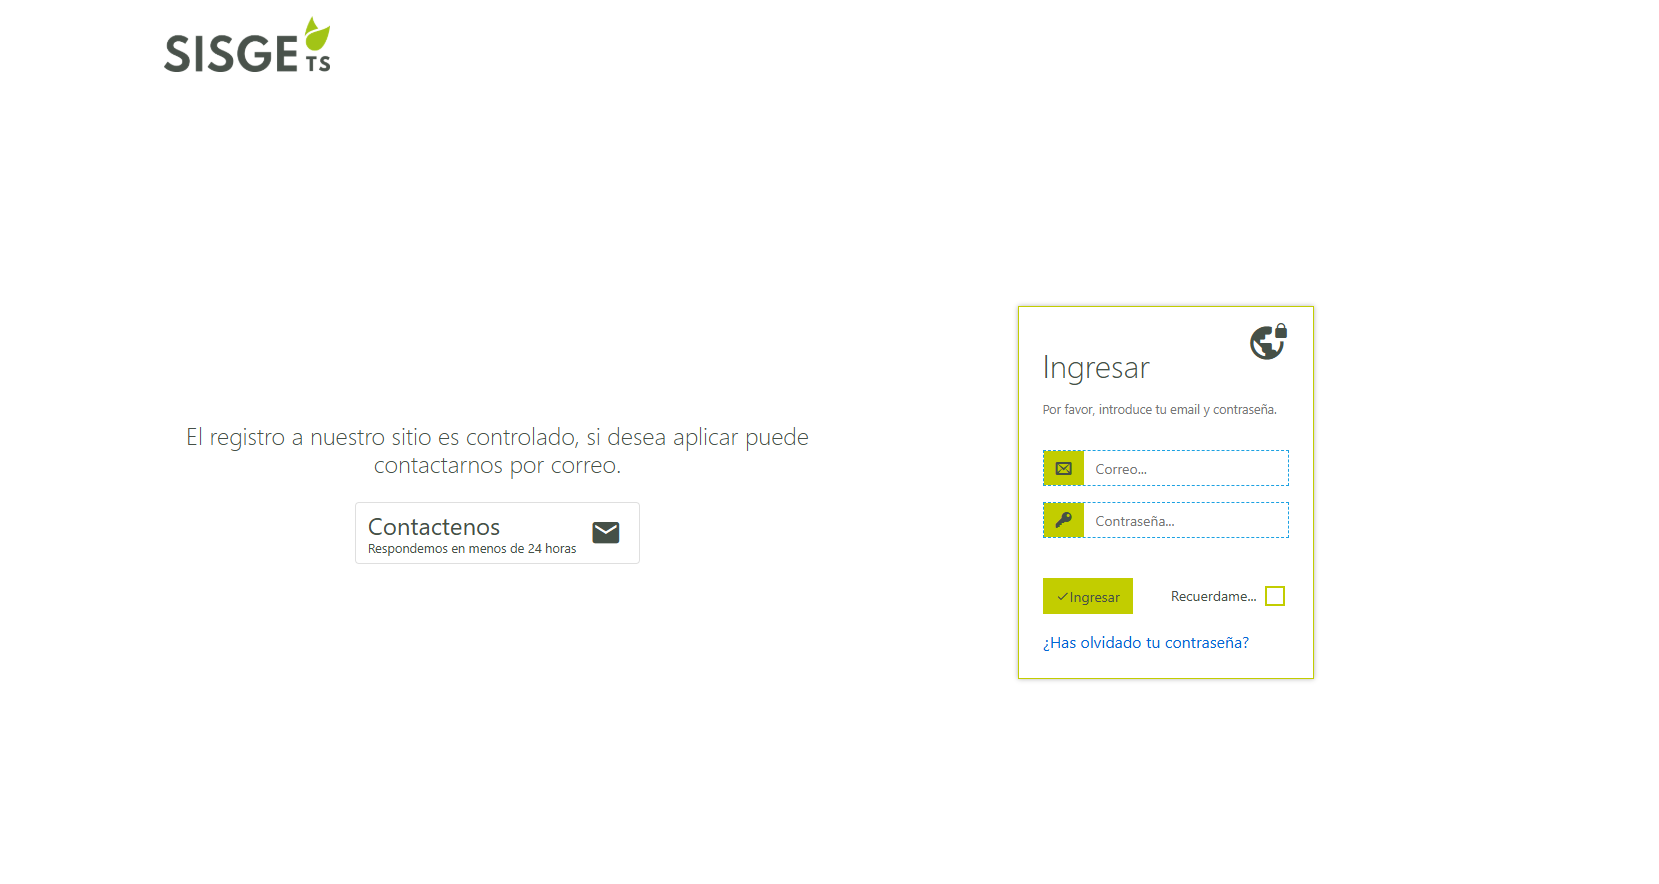 SISGE TS
El registro a nuestro sitio es controlado, si desea aplicar puede
contactarnos por correo.
Contactenos
Respondemos en menos de 24 horas
Ingresar
Por favor, introduce tu email y contraseña.
Correo...
Contraseña...
Ingresar
Recuerdame...
¿Has olvidado tu contraseña?